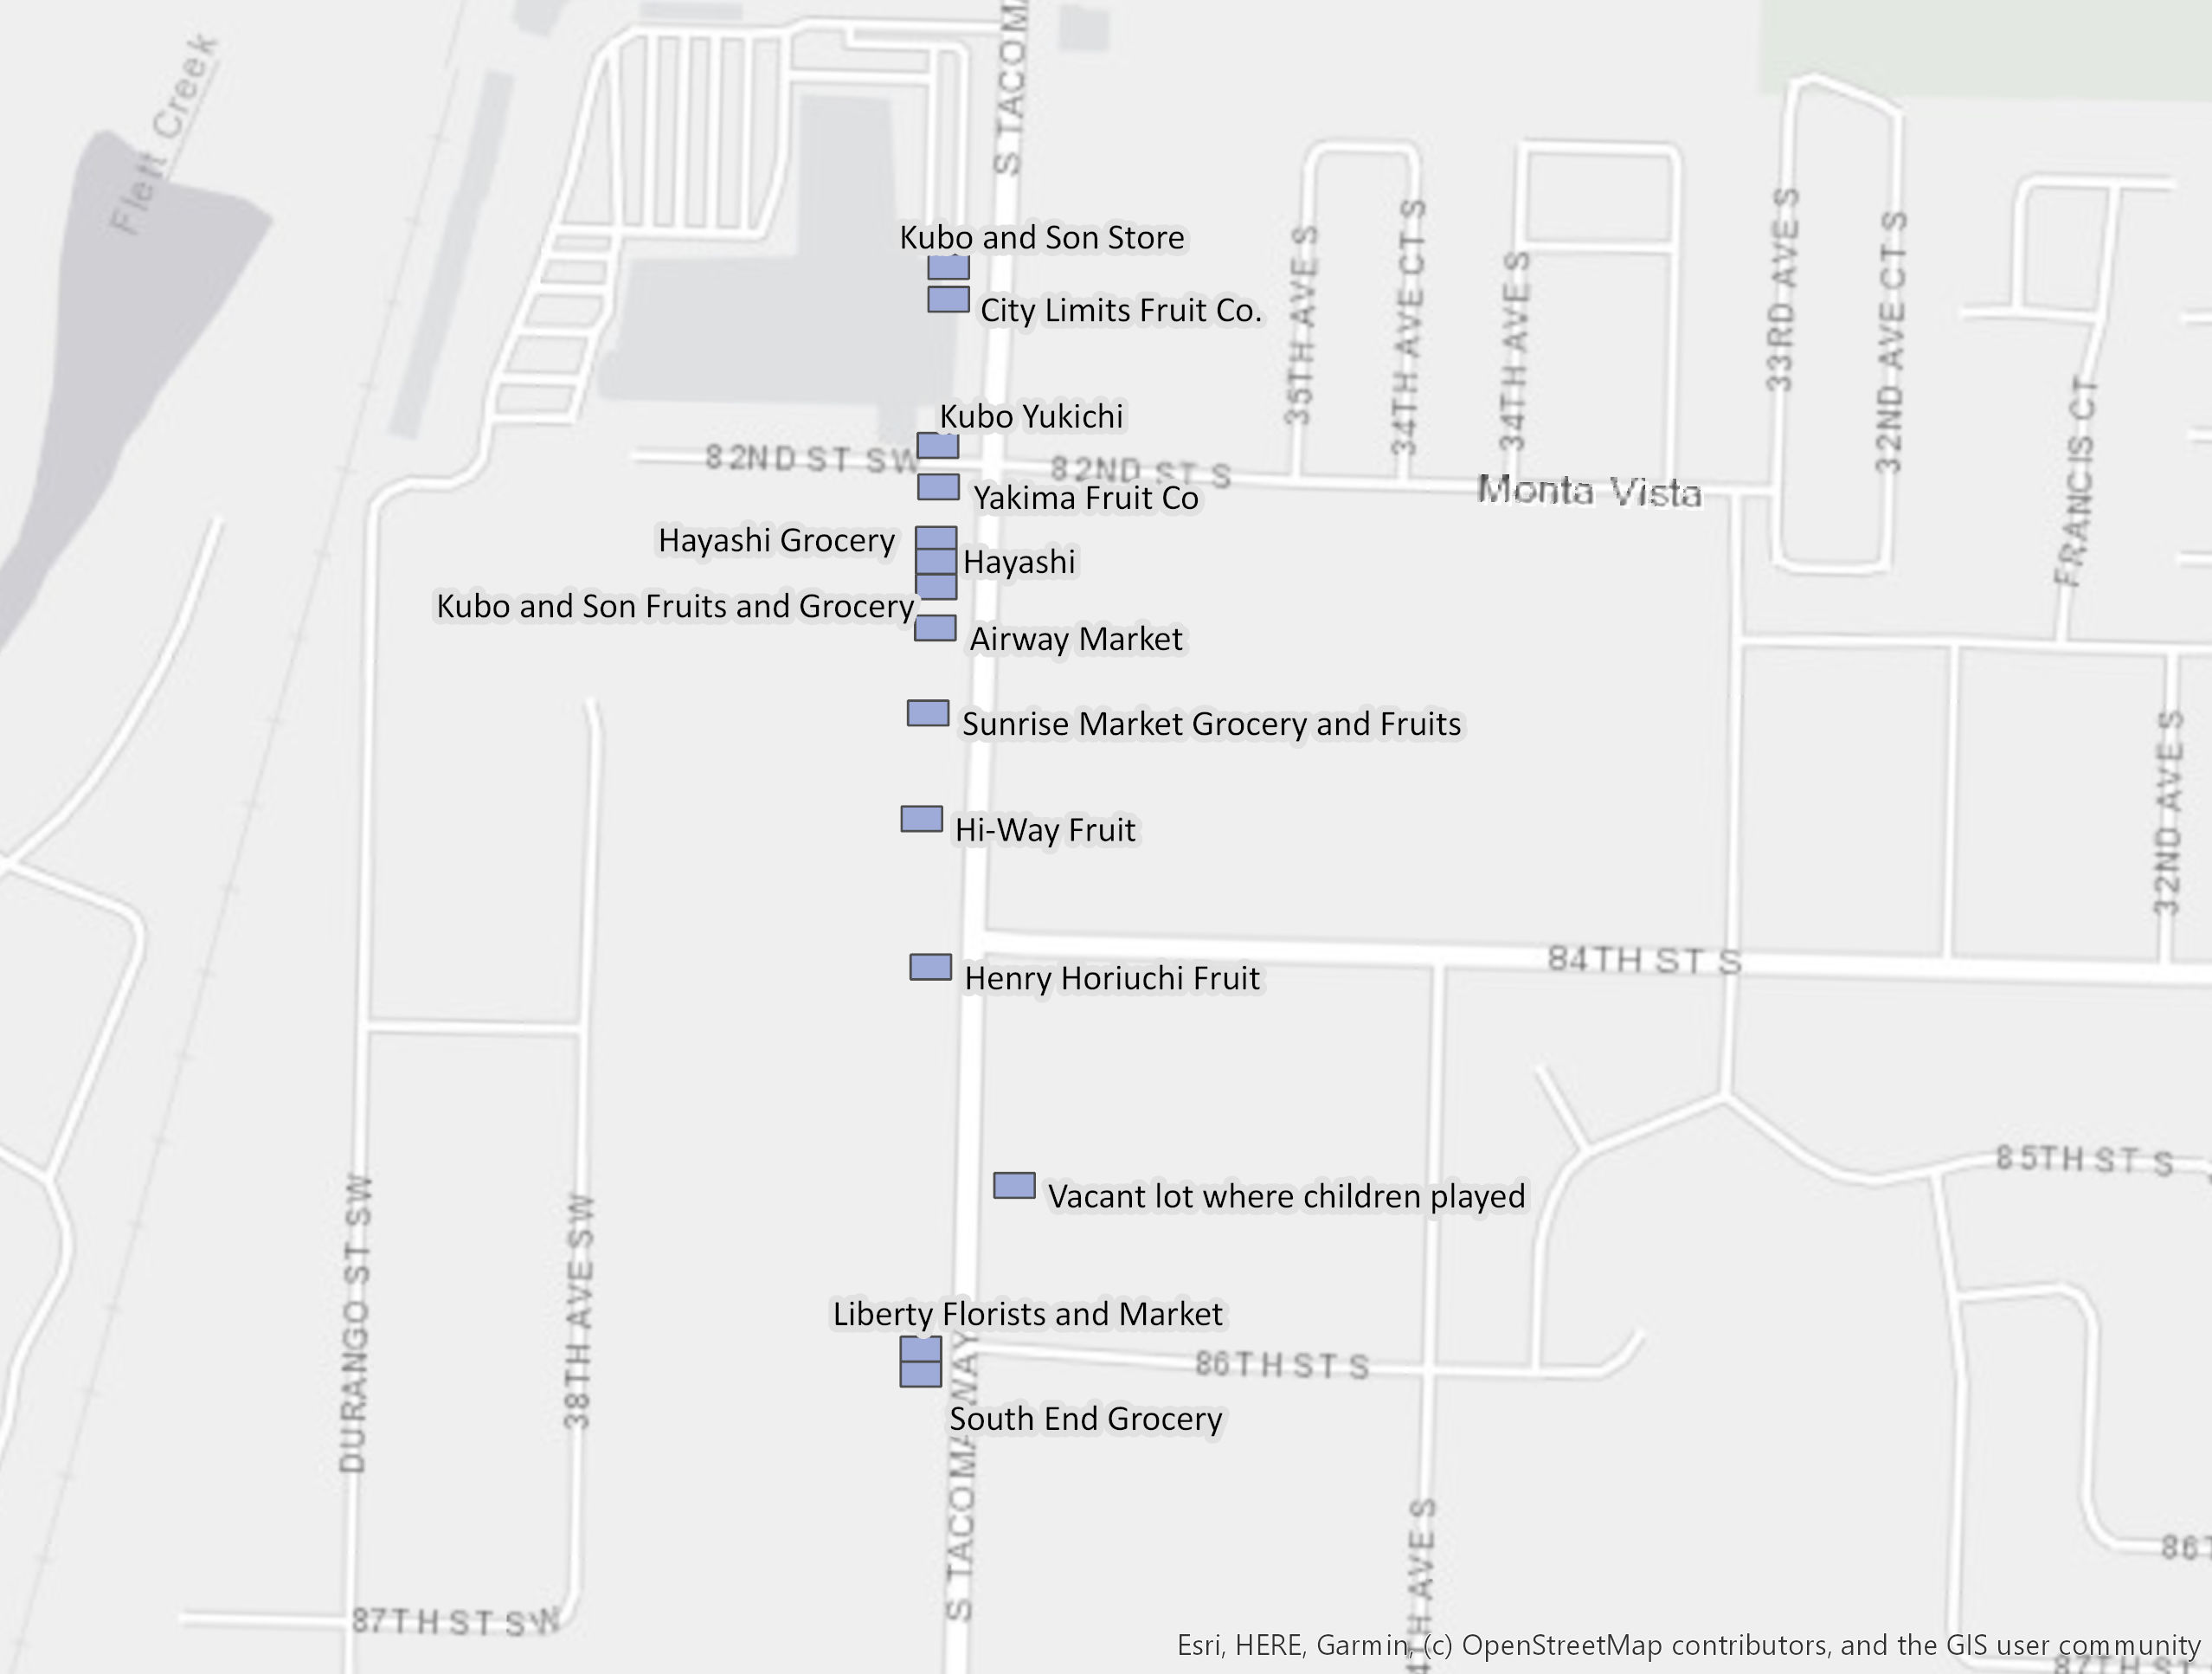 S TACOMA
Flett Creek
Kubo and Son Store
City Limits Fruit Co.
35TH AVE S
34TH AVE CT S
34TH AVE S
33RD AVE S
32ND AVE CT S
FRANCIS CT
Kubo Yukichi
82ND ST SW
82ND ST S
Yakima Fruit Co
Monta Vista
Hayashi Grocery
Hayashi
Kubo and Son Fruits and Grocery
Airway Market
Sunrise Market Grocery and Fruits
32ND AVE S
Hi-Way Fruit
84TH ST S
Henry Horiuchi Fruit
85TH ST S
Vacant lot where children played
DURANGO ST SW
38TH AVE SW
Liberty Florists and Market
86TH ST S
South End Grocery
S TACOMA WAY
4TH AVE S
86T
87TH ST SW
Esri, HERE, Garmin, (c) OpenStreetMap contributors, and the GIS user community
87TH ST